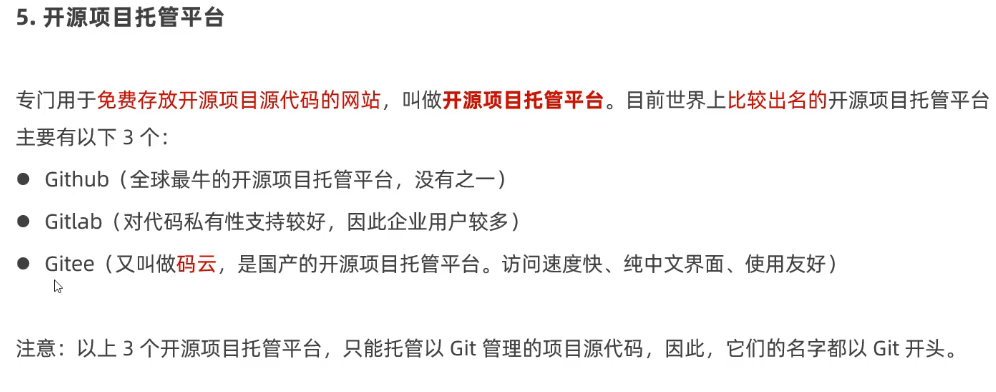 5. 开源项目托管平台
专门用于免费存放开源项目源代码的网站，叫做开源项目托管平台。目前世界上比较出名的开源项目托管平台
主要有以下 3 个：
● Github（全球最牛的开源项目托管平台，没有之一）
● Gitlab（对代码私有性支持较好，因此企业用户较多）
● Gitee（又叫做码云，是国产的开源项目托管平台。访问速度快、纯中文界面、使用友好）
注意：以上 3 个开源项目托管平台，只能托管以 Git 管理的项目源代码，因此，它们的名字都以 Git 开头。